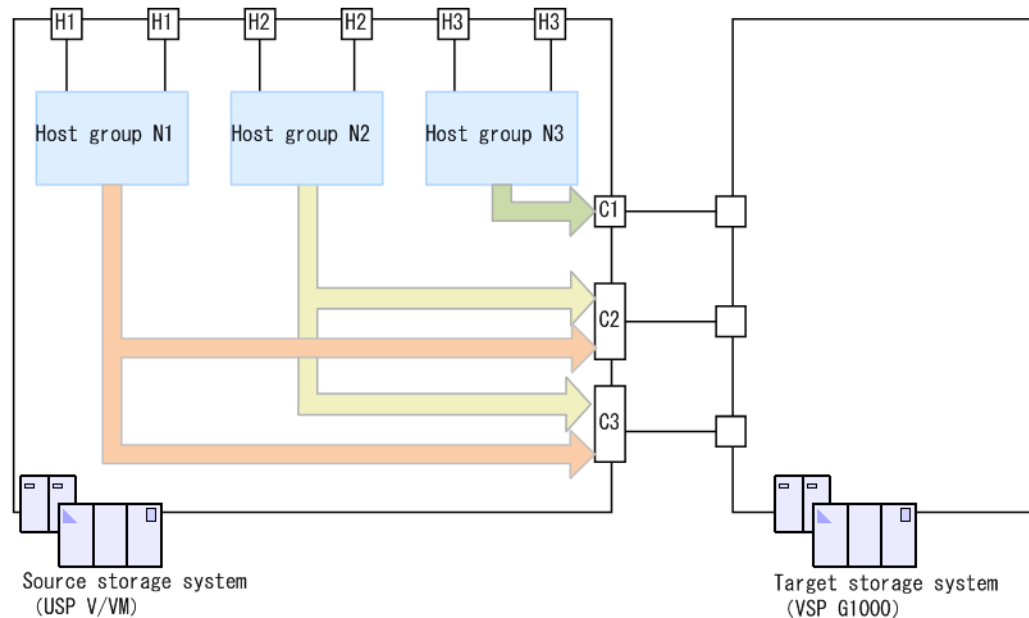 H1 H1 H2 H2 H3 H3
Host group N1 Host group N2 Host group N3
C1
C2
C3
Source storage system
(USP V/VM)
Target storage system
(VSP G1000)